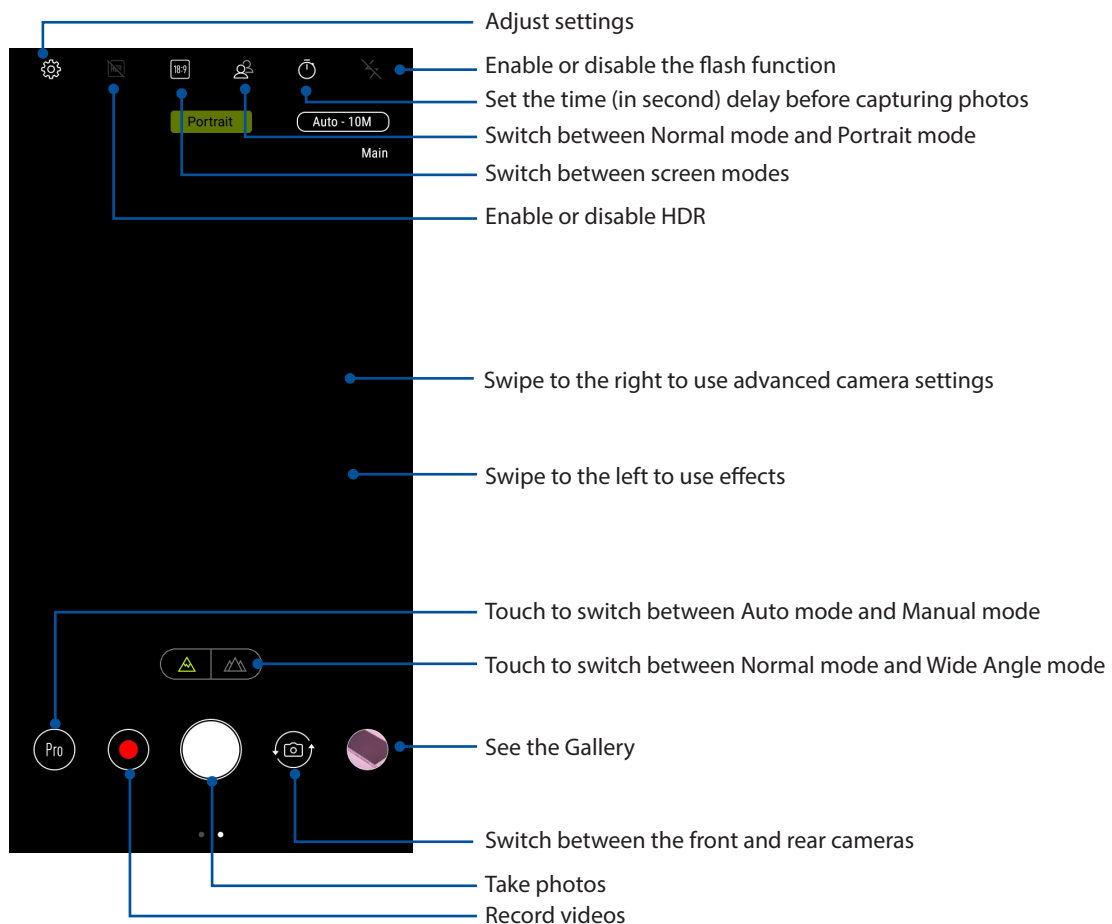 Adjust settings
Enable or disable the flash function
Set the time (in second) delay before capturing photos
Switch between Normal mode and Portrait mode
Switch between screen modes
Enable or disable HDR
18:9
Portrait
Auto - 10M
Main
Swipe to the right to use advanced camera settings
Swipe to the left to use effects
Touch to switch between Auto mode and Manual mode
Touch to switch between Normal mode and Wide Angle mode
Pro
See the Gallery
Switch between the front and rear cameras
Take photos
Record videos